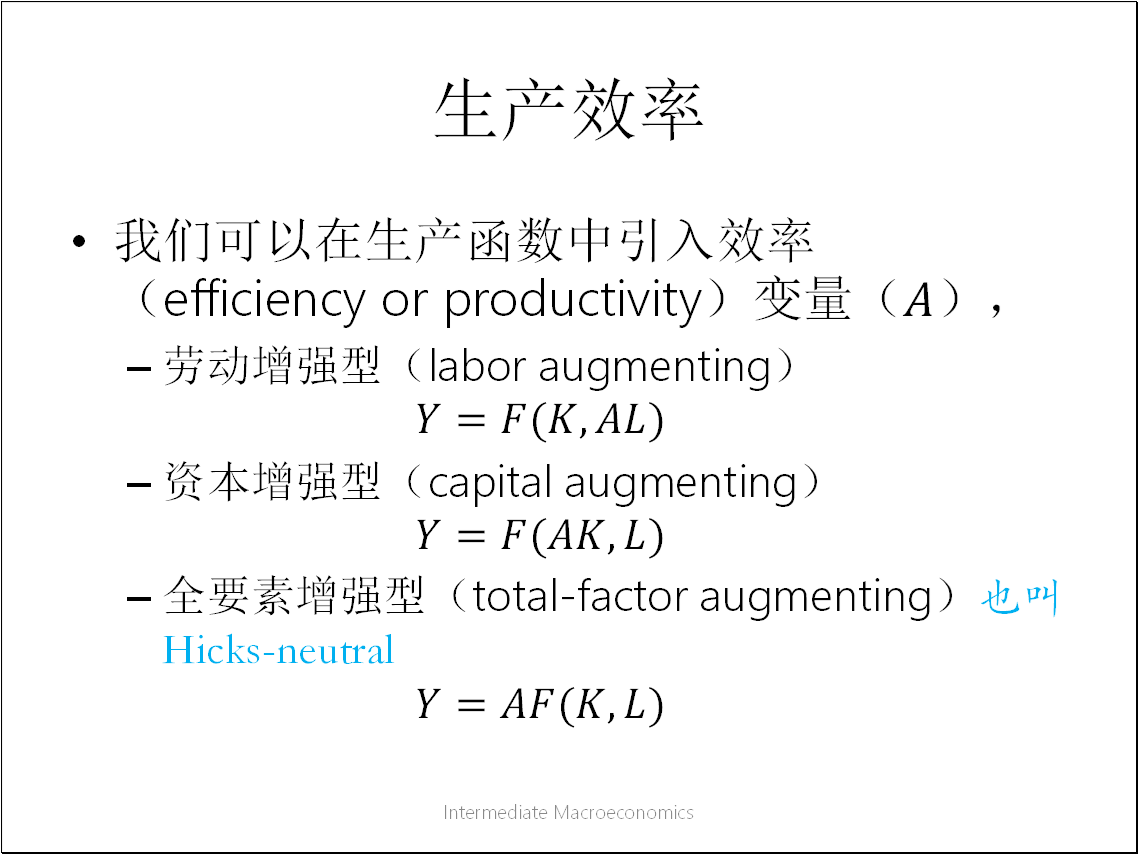 生产效率
• 我们可以在生产函数中引入效率
（efficiency or productivity）变量（A），
– 劳动增强型（labor augmenting）
Y = F(K, AL)
– 资本增强型（capital augmenting）
Y = F(AK, L)
– 全要素增强型（total-factor augmenting）也叫
Hicks-neutral
Y = AF(K, L)
Intermediate Macroeconomics